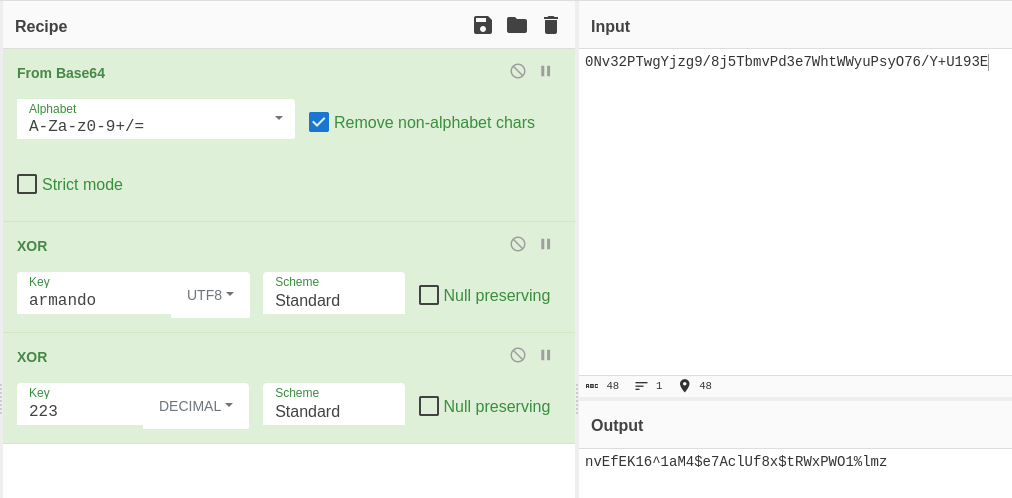 Recipe
From Base64
Alphabet
A-Za-z0-9+/=
Remove non-alphabet chars
Strict mode
XOR
Key
armando
UTF8
Scheme
Standard
Null preserving
XOR
Key
223
DECIMAL
Scheme
Standard
Null preserving
Input
0Nv32PTwgYjzg9/8j5TbmvPd3e7WhtWWyuPsyO76/Y+U193E
ABC 48 1 48
Output
nvEfEK16^1aM4$e7AclUf8x$tRWxPWO1%lmz